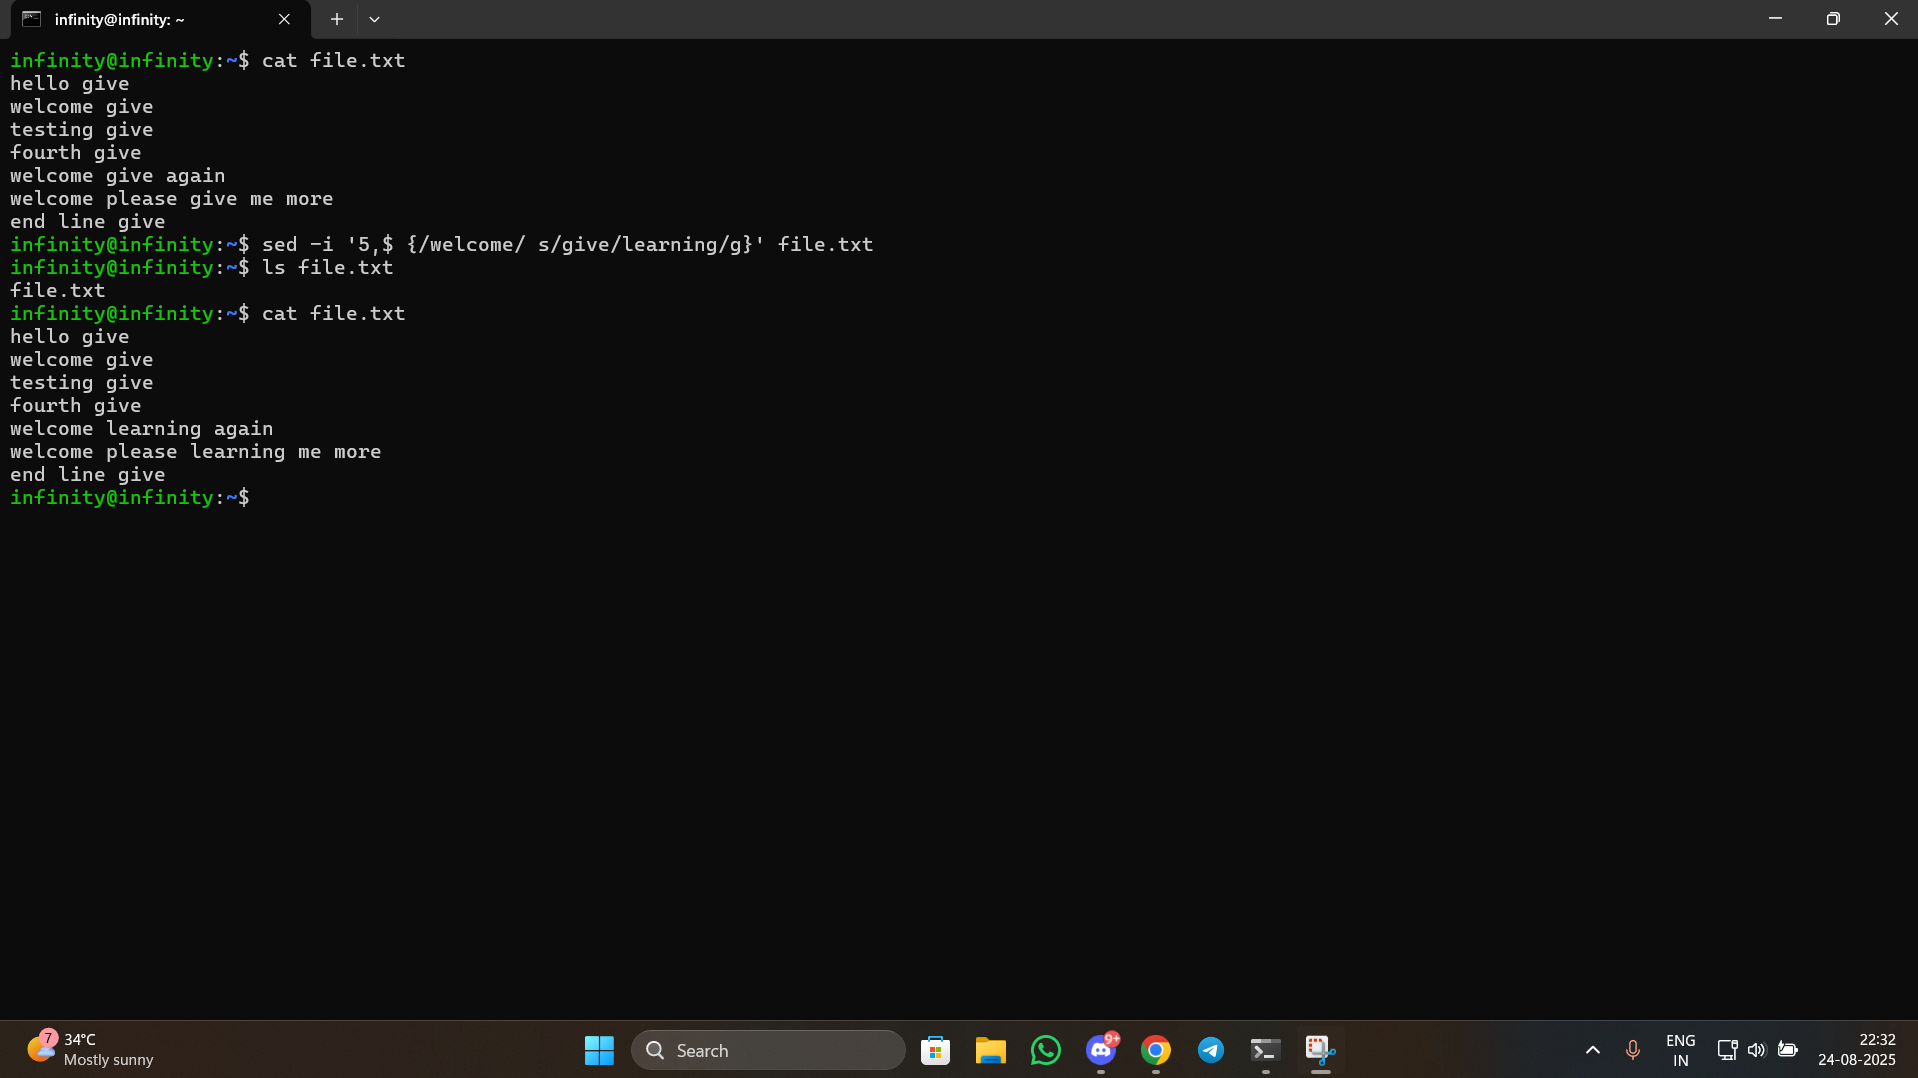 infinity@infinity: ~
infinity@infinity:~$ cat file.txt
hello give
welcome give
testing give
fourth give
welcome give again
welcome please give me more
end line give
infinity@infinity:~$ sed -i '5,$ {/welcome/ s/give/learning/g}' file.txt
infinity@infinity:~$ ls file.txt
file.txt
infinity@infinity:~$ cat file.txt
hello give
welcome give
testing give
fourth give
welcome learning again
welcome please learning me more
end line give
infinity@infinity:~$
7
34°C
Mostly sunny
Search
9+
ENG
IN
22:32
24-08-2025